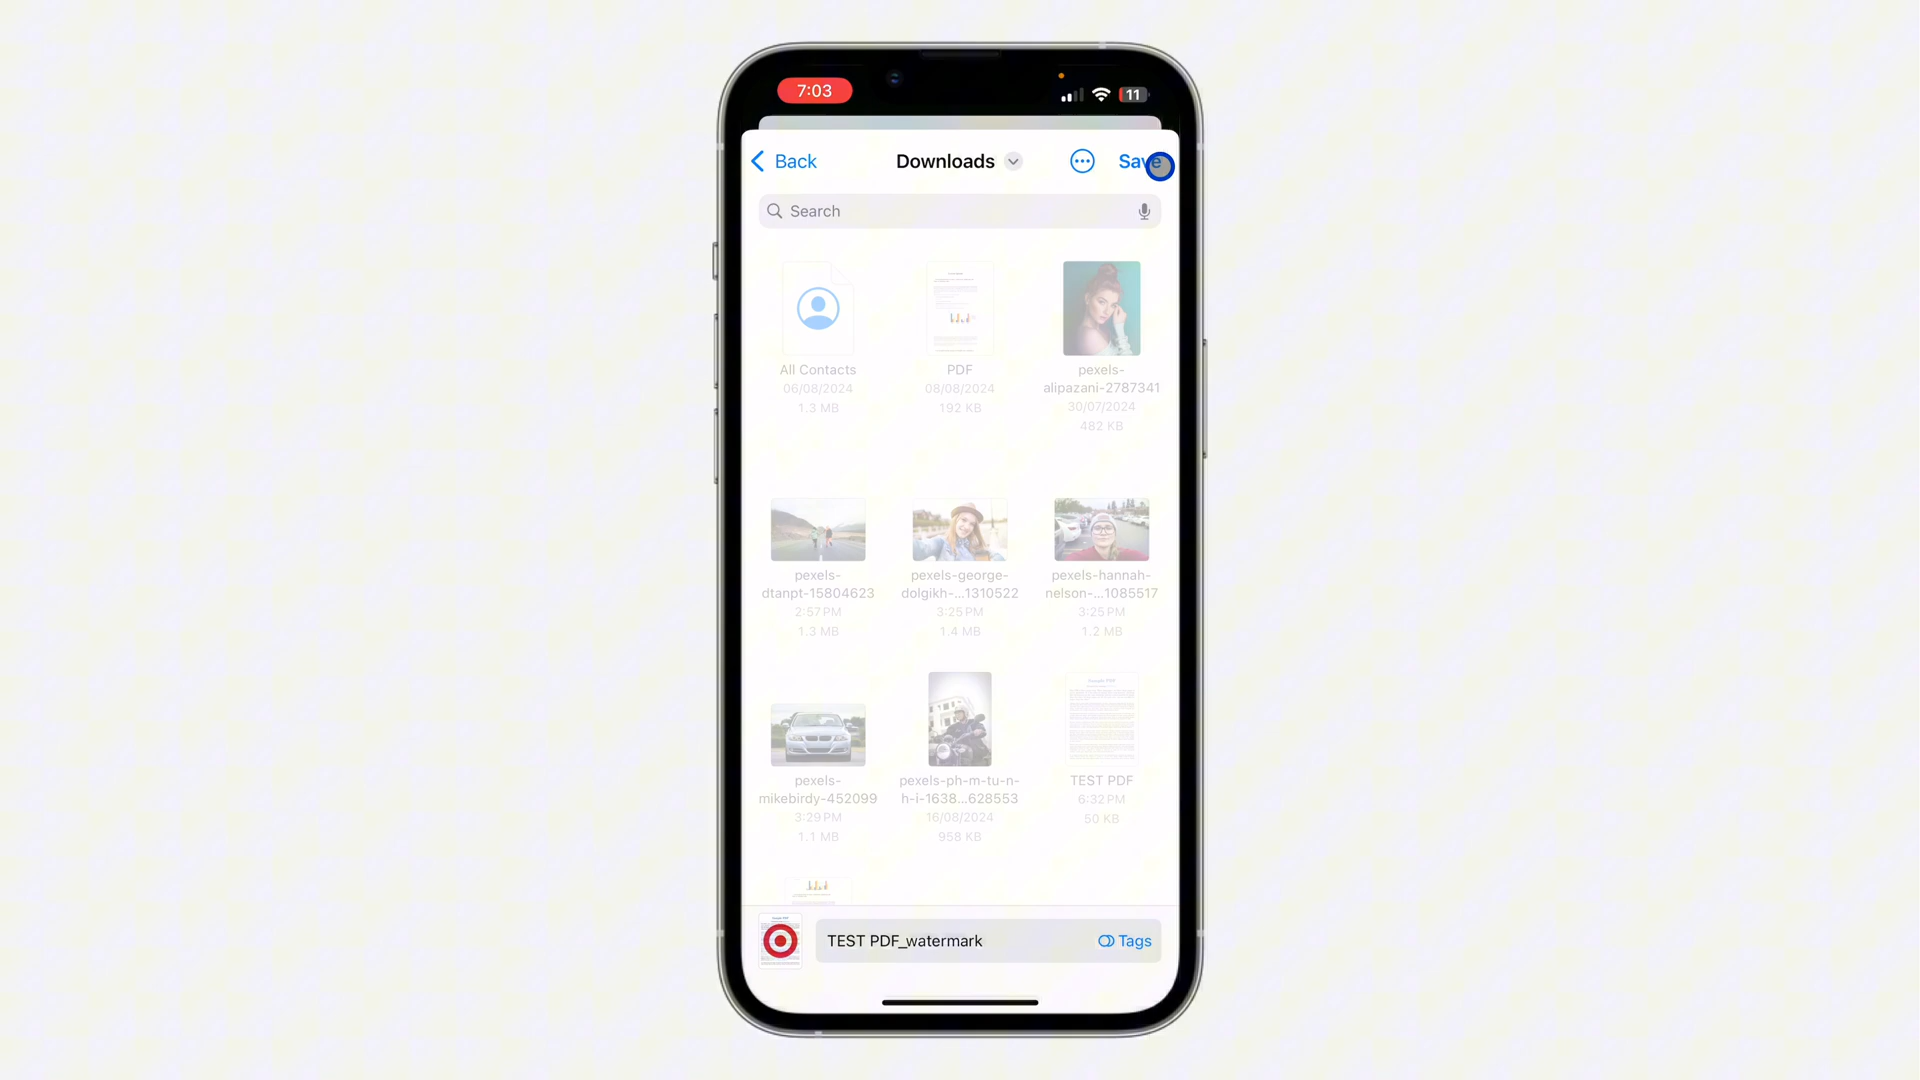 7:03
11
Back
Downloads
Save
Search
All Contacts
06/08/2024
1.3 MB
PDF
08/08/2024
192 KB
pexels-
alipazani-2787341
30/07/2024
482 KB
pexels-
dtanpt-15804623
2:57 PM
1.3 MB
pexels-george-
dolgikh-...1310522
3:25 PM
1.4 MB
pexels-hannah-
nelson-...1085517
3:25 PM
1.2 MB
pexels-
mikebirdy-452099
3:29 PM
1.1 MB
pexels-ph-m-tu-n-
h-i-1638...628553
16/08/2024
958 KB
Sample PDF
TEST PDF
6:32 PM
50 KB
TEST PDF_watermark
Tags